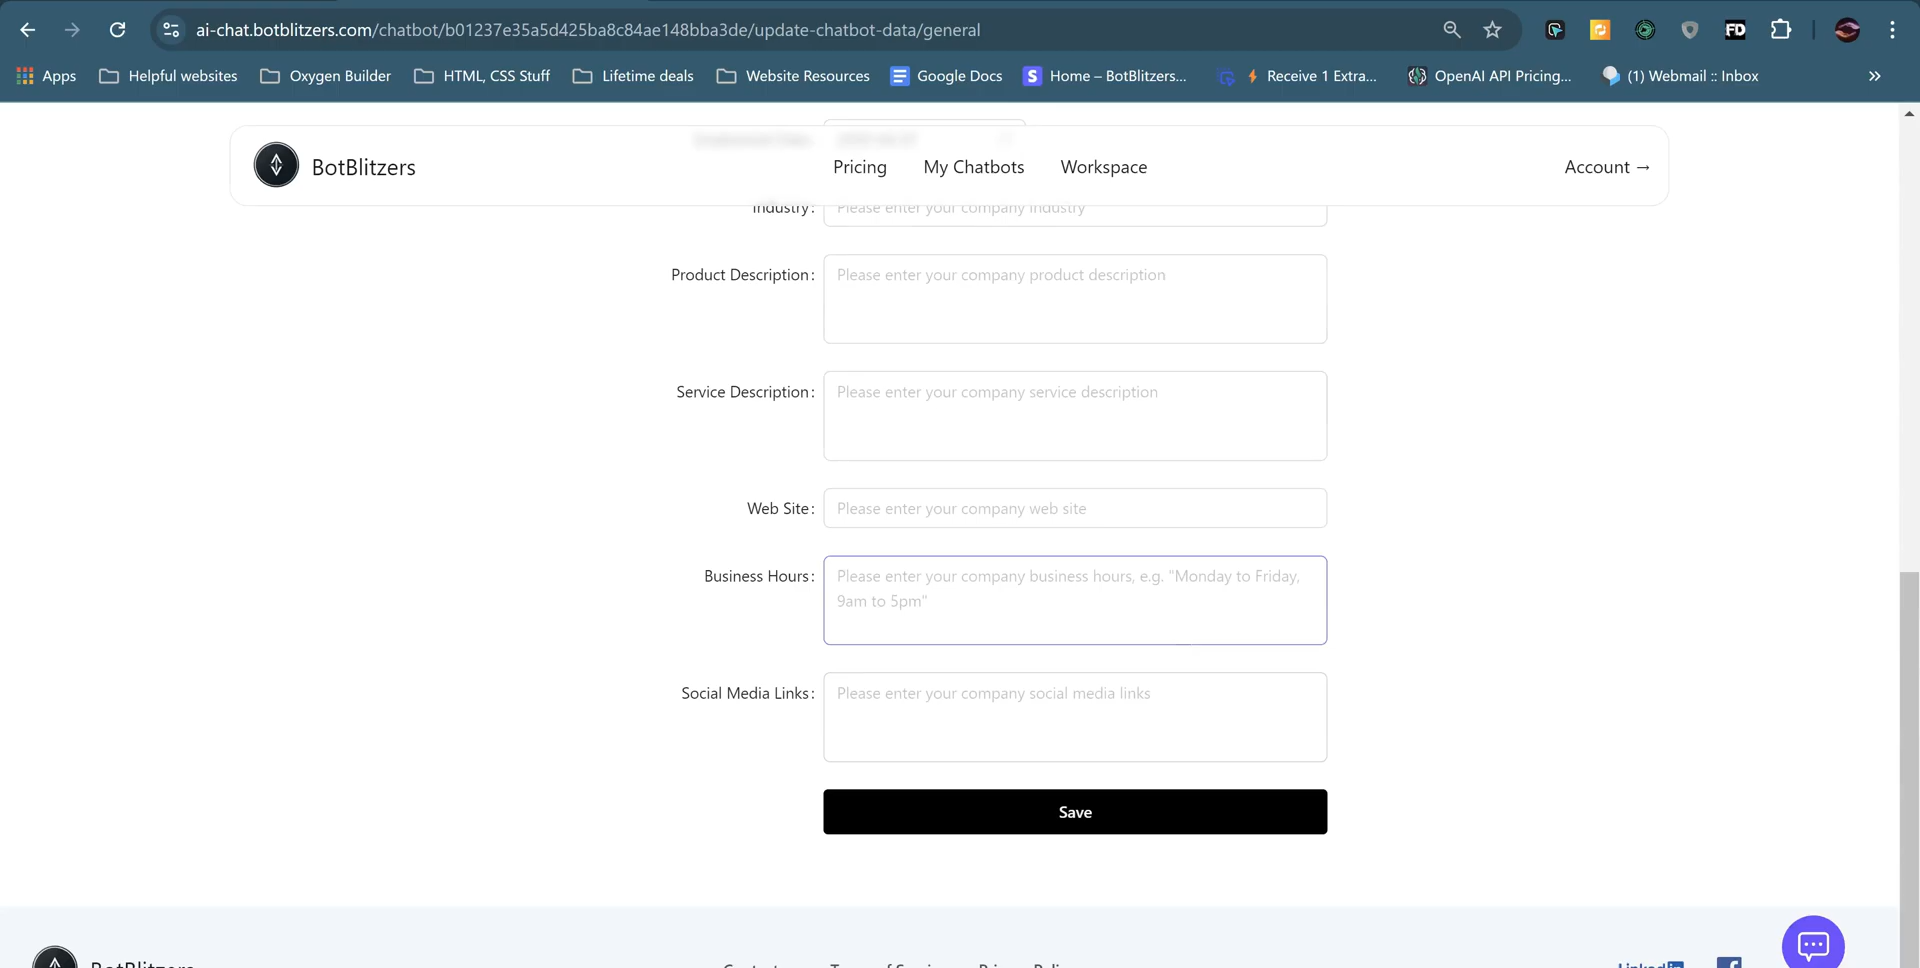 ai-chat.botblitzers.com/chatbot/b01237e35a5d425ba8c84ae148bba3de/update-chatbot-data/general
FD
Apps
Helpful websites
Oxygen Builder
HTML, CSS Stuff
Lifetime deals
Website Resources
Google Docs
S
Home – BotBlitzers...
Receive 1 Extra...
OpenAI API Pricing...
(1) Webmail :: Inbox
»
BotBlitzers
Pricing
My Chatbots
Workspace
Account →
Industry:
Please enter your company industry
Product Description:
Please enter your company product description
Service Description:
Please enter your company service description
Web Site:
Please enter your company web site
Business Hours:
Please enter your company business hours, e.g. "Monday to Friday,
9am to 5pm"
Social Media Links:
Please enter your company social media links
Save
BotBlitzers
Linked in